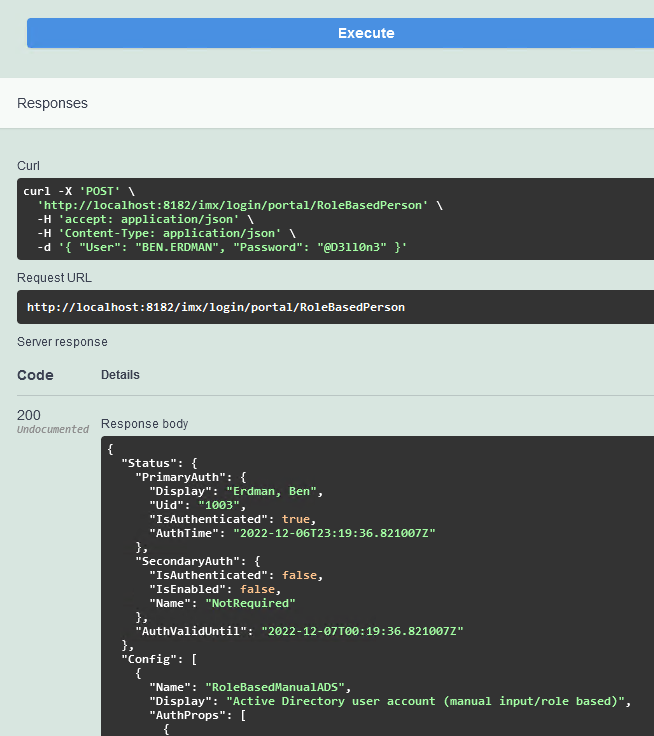 Execute
Responses
Curl
curl -X 'POST' \
'http://localhost:8182/imx/login/portal/RoleBasedPerson' \
-H 'accept: application/json' \
-H 'Content-Type: application/json' \
-d '{ "User": "BEN.ERDMAN", "Password": "@D3ll0n3" }'
Request URL
http://localhost:8182/imx/login/portal/RoleBasedPerson
Server response
Code Details
200
Undocumented
Response body
{
"Status": {
"PrimaryAuth": {
"Display": "Erdman, Ben",
"Uid": "1003",
"IsAuthenticated": true,
"AuthTime": "2022-12-06T23:19:36.821007Z"
},
"SecondaryAuth": {
"IsAuthenticated": false,
"IsEnabled": false,
"Name": "NotRequired"
},
"AuthValidUntil": "2022-12-07T00:19:36.821007Z"
},
"Config": [
{
"Name": "RoleBasedManualADS",
"Display": "Active Directory user account (manual input/role based)",
"AuthProps": [
{